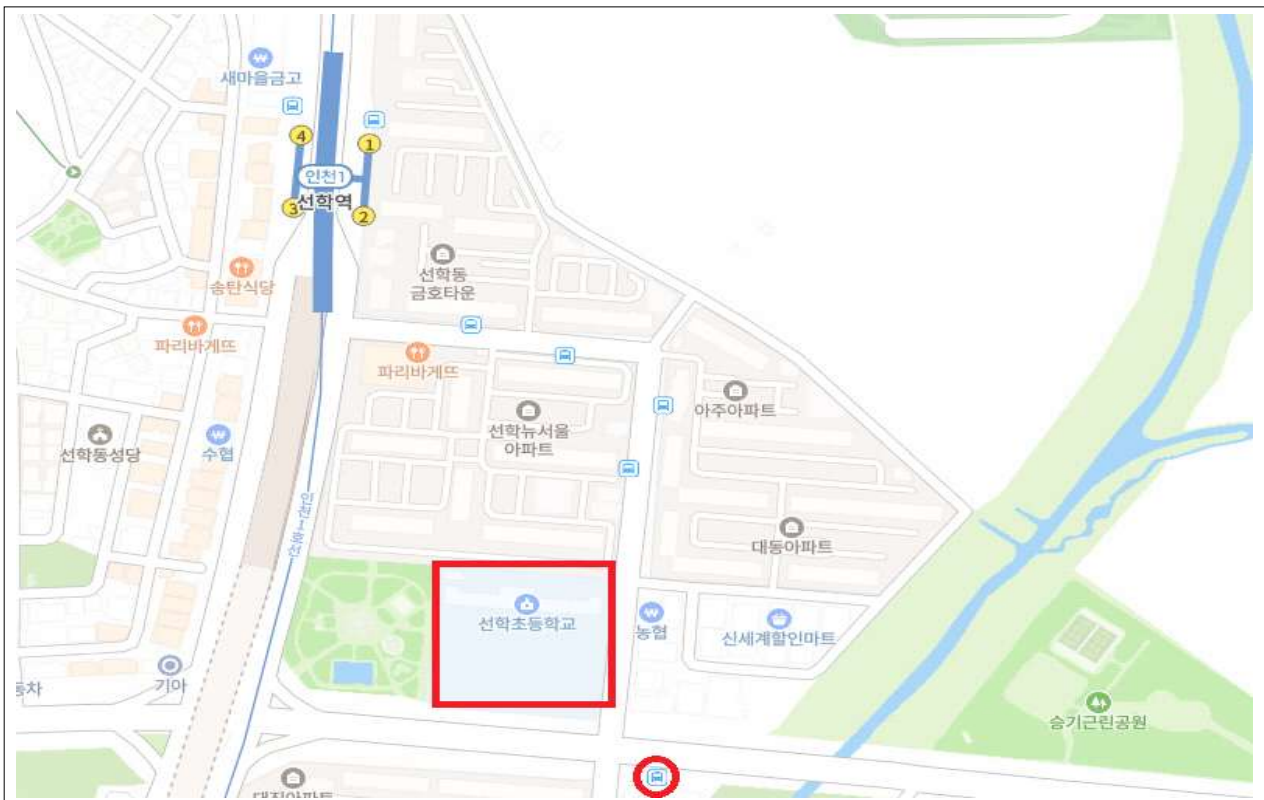 새마을금고
4
1
인천1
선학역
3
2
선학동
금호타운
송탄식당
파리바게뜨
파리바게뜨
아주아파트
선학뉴서울
아파트
선학동성당
수협
인천1호선
대동아파트
선학초등학교
농협
신세계할인마트
기아
승기근린공원